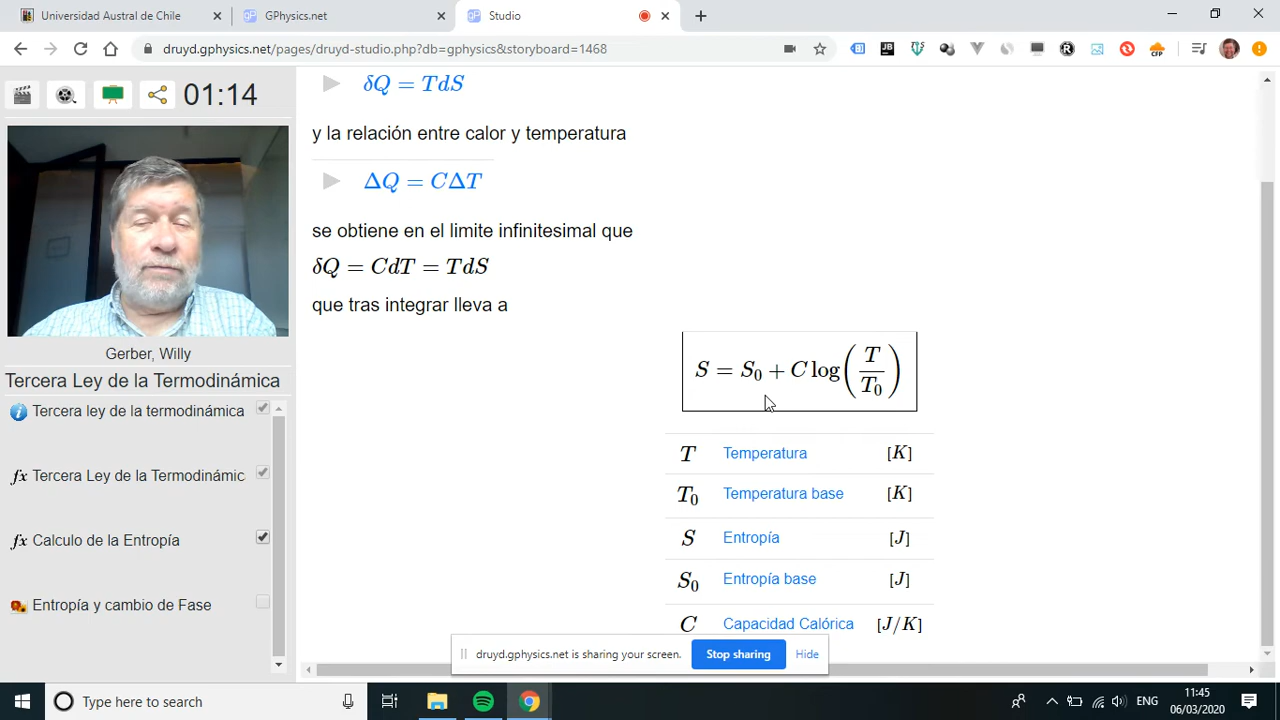 Universidad Austral de Chile
GPhysics.net
Studio
druyd.gphysics.net/pages/druyd-studio.php?db=gphysics&storyboard=1468
01:14
Gerber, Willy
Tercera Ley de la Termodinámica
Tercera ley de la termodinámica
fx Tercera Ley de la Termodinámic
fx Calculo de la Entropía
Entropía y cambio de Fase
δQ = TdS
y la relación entre calor y temperatura
ΔQ = CΔT
se obtiene en el limite infinitesimal que
δQ = CdT = TdS
que tras integrar lleva a
S = S₀ + C log(T/T₀)
T Temperatura [K]
T₀ Temperatura base [K]
S Entropía [J]
S₀ Entropía base [J]
C Capacidad Calórica [J/K]
druyd.gphysics.net is sharing your screen. Stop sharing Hide
Type here to search
ENG
11:45
06/03/2020